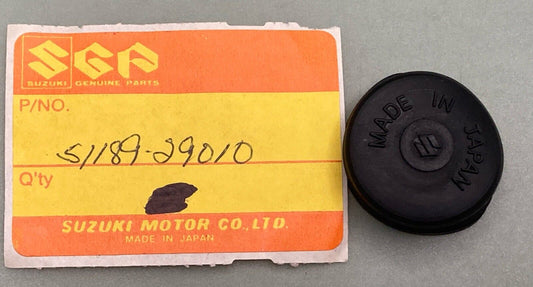 SGP
SUZUKI GENUINE PARTS
P/NO.
51189-29010
Q'ty
SUZUKI MOTOR CO.,LTD.
MADE IN JAPAN
MADE IN JAPAN